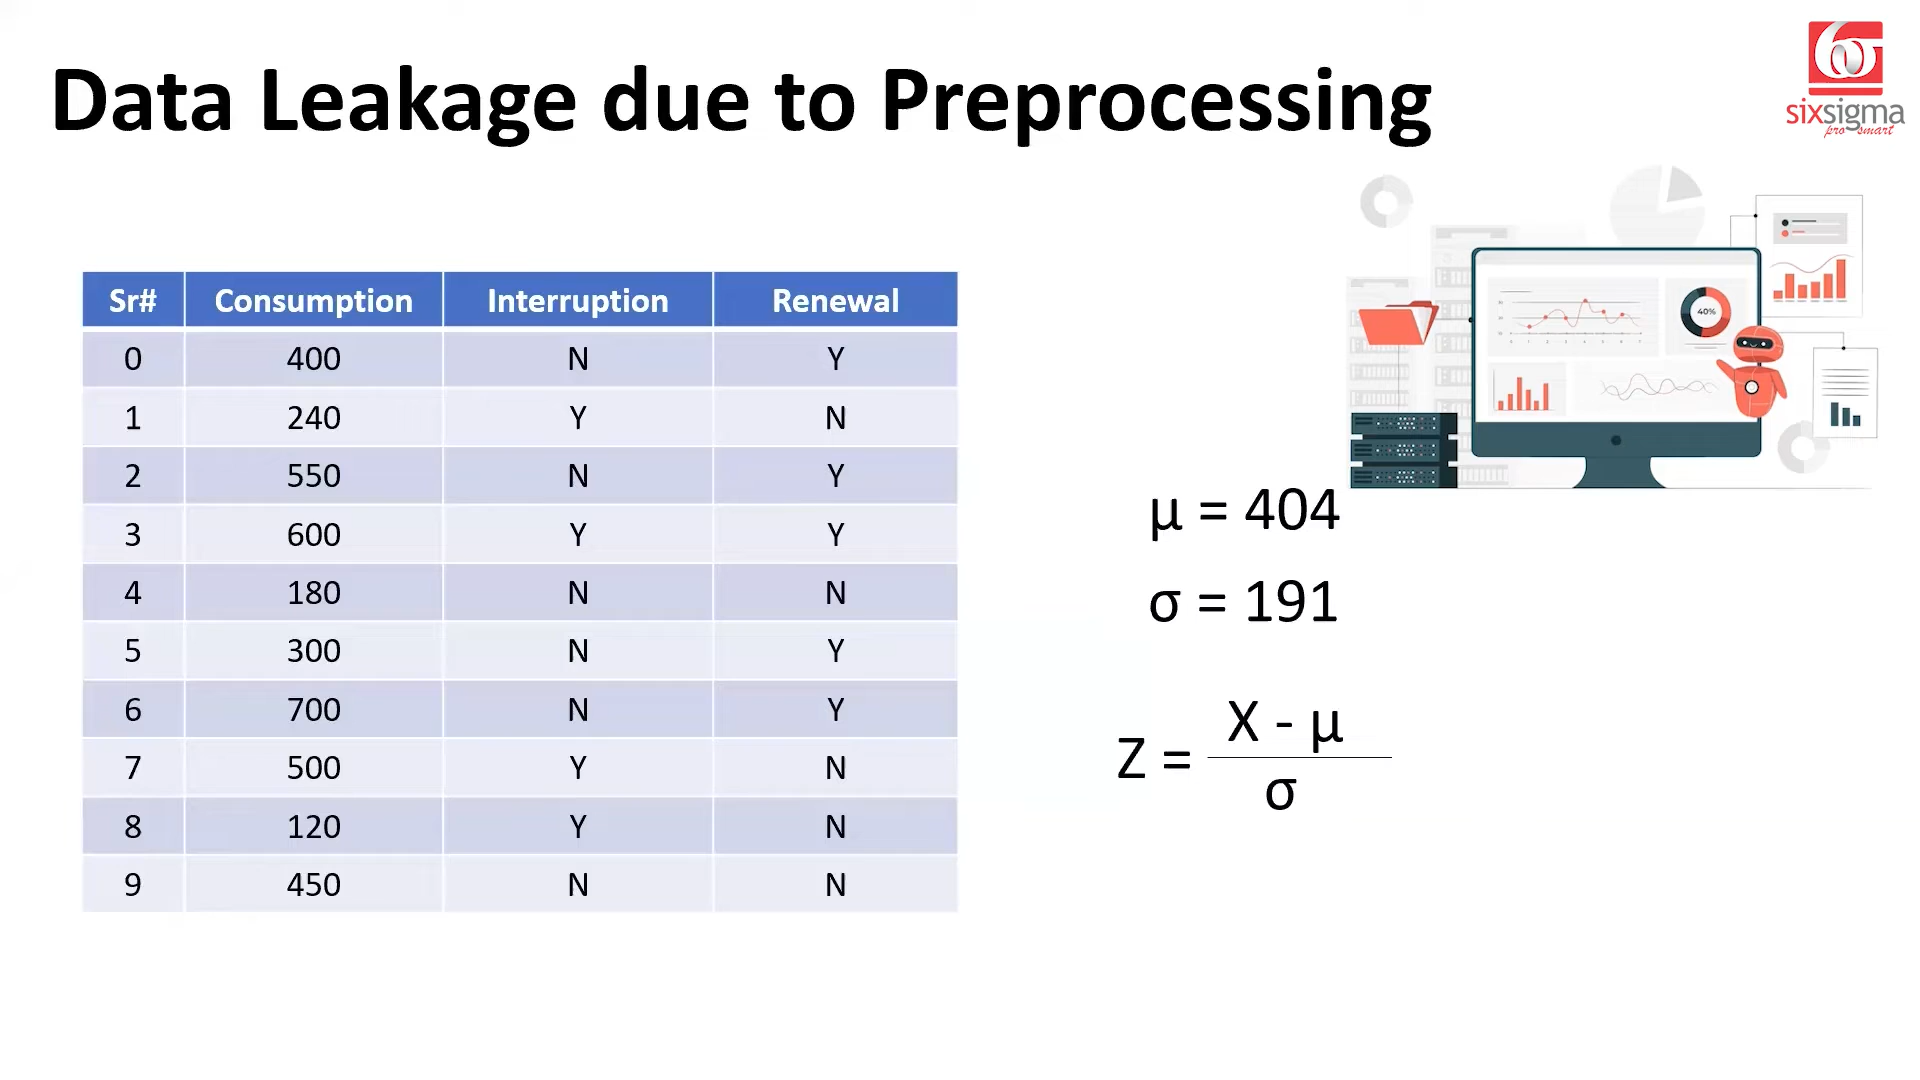 Data Leakage due to Preprocessing
6σ
sixsigma
pro smart
Sr# Consumption Interruption Renewal
0 400 N Y
1 240 Y N
2 550 N Y
3 600 Y Y
4 180 N N
5 300 N Y
6 700 N Y
7 500 Y N
8 120 Y N
9 450 N N
40%
μ = 404
σ = 191
Z = X - μ
σ